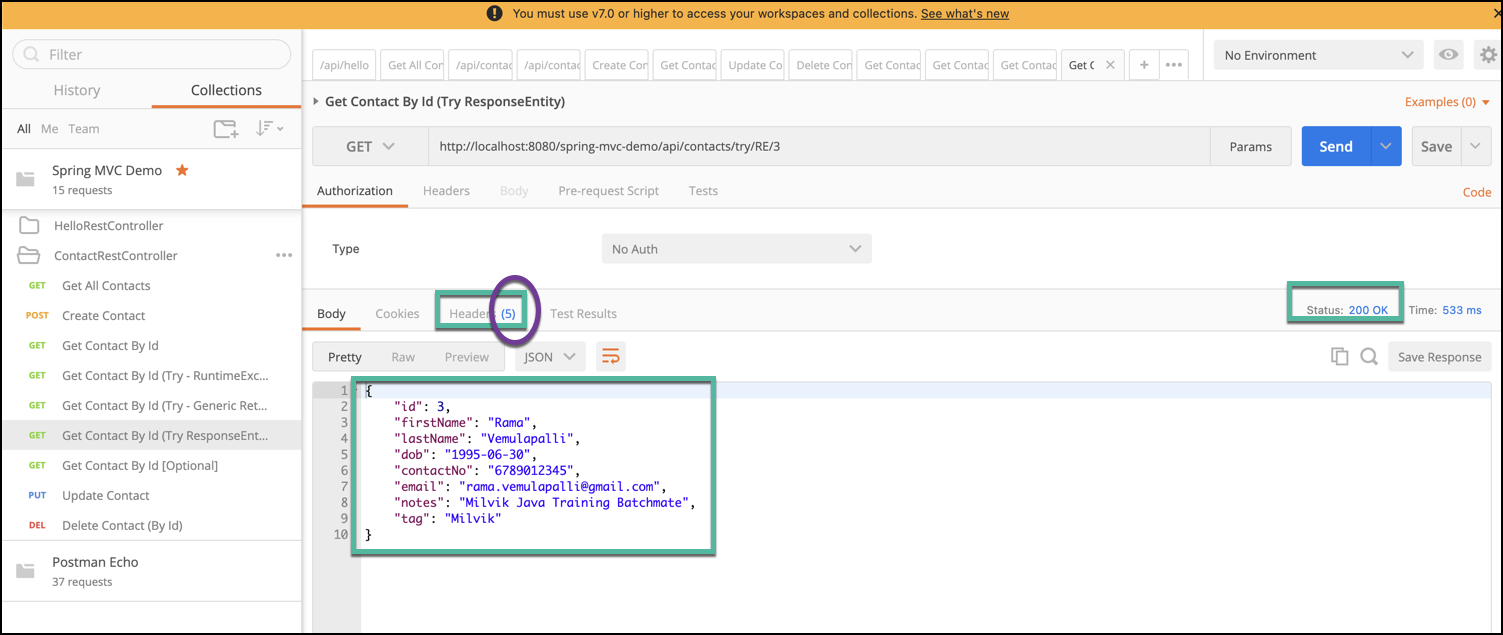 You must use v7.0 or higher to access your workspaces and collections. See what's new
Filter
History Collections
All Me Team
Spring MVC Demo
15 requests
HelloRestController
ContactRestController
GET Get All Contacts
POST Create Contact
GET Get Contact By Id
GET Get Contact By Id (Try - RuntimeExc...
GET Get Contact By Id (Try - Generic Ret...
GET Get Contact By Id (Try ResponseEnt...
GET Get Contact By Id [Optional]
PUT Update Contact
DEL Delete Contact (By Id)
Postman Echo
37 requests
/api/hello Get All Con /api/contac /api/contac Create Con Get Contac Update Co Delete Con Get Contac Get Contac Get Contac Get C
No Environment
Get Contact By Id (Try ResponseEntity)
Examples (0)
GET http://localhost:8080/spring-mvc-demo/api/contacts/try/RE/3 Params Send Save
Authorization Headers Body Pre-request Script Tests
Code
Type No Auth
Body Cookies Headers (5) Test Results
Status: 200 OK Time: 533 ms
Pretty Raw Preview JSON Save Response
1 {
2 "id": 3,
3 "firstName": "Rama",
4 "lastName": "Vemulapalli",
5 "dob": "1995-06-30",
6 "contactNo": "6789012345",
7 "email": "rama.vemulapalli@gmail.com",
8 "notes": "Milvik Java Training Batchmate",
9 "tag": "Milvik"
10 }